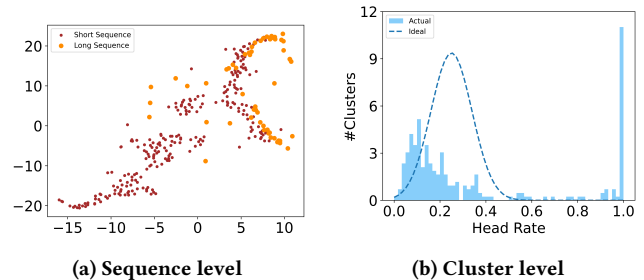 Short Sequence
Long Sequence
20
10
0
−10
−20
−15
−10
−5
0
5
10
(a) Sequence level
Actual
Ideal
#Clusters
12
9
6
3
0
0.0
0.2
0.4
0.6
0.8
1.0
Head Rate
(b) Cluster level